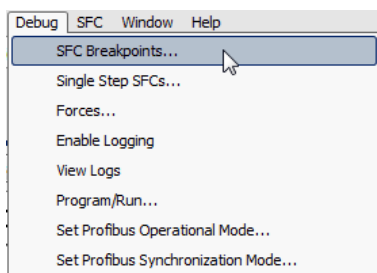 Debug SFC Window Help
SFC Breakpoints...
Single Step SFCs...
Forces...
Enable Logging
View Logs
Program/Run...
Set Profibus Operational Mode...
Set Profibus Synchronization Mode...